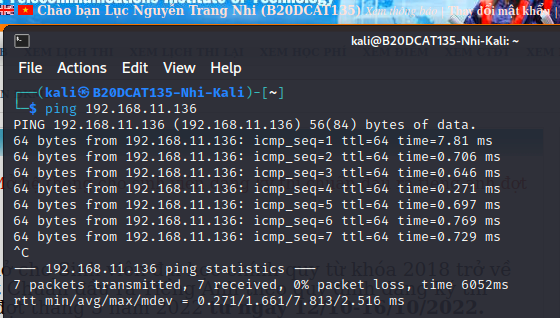 Telecommunications Institute of Technology
Chào bạn Lục Nguyễn Trang Nhi (B20DCAT135)
Thay đổi mật khẩu |
kali@B20DCAT135-Nhi-Kali: ~
File Actions Edit View Help
┌──(kali㉿B20DCAT135-Nhi-Kali)-[~]
└─$ ping 192.168.11.136
PING 192.168.11.136 (192.168.11.136) 56(84) bytes of data.
64 bytes from 192.168.11.136: icmp_seq=1 ttl=64 time=7.81 ms
64 bytes from 192.168.11.136: icmp_seq=2 ttl=64 time=0.706 ms
64 bytes from 192.168.11.136: icmp_seq=3 ttl=64 time=0.646 ms
64 bytes from 192.168.11.136: icmp_seq=4 ttl=64 time=0.271 ms
64 bytes from 192.168.11.136: icmp_seq=5 ttl=64 time=0.697 ms
64 bytes from 192.168.11.136: icmp_seq=6 ttl=64 time=0.769 ms
64 bytes from 192.168.11.136: icmp_seq=7 ttl=64 time=0.729 ms
^C
--- 192.168.11.136 ping statistics ---
7 packets transmitted, 7 received, 0% packet loss, time 6052ms
rtt min/avg/max/mdev = 0.271/1.661/7.813/2.516 ms